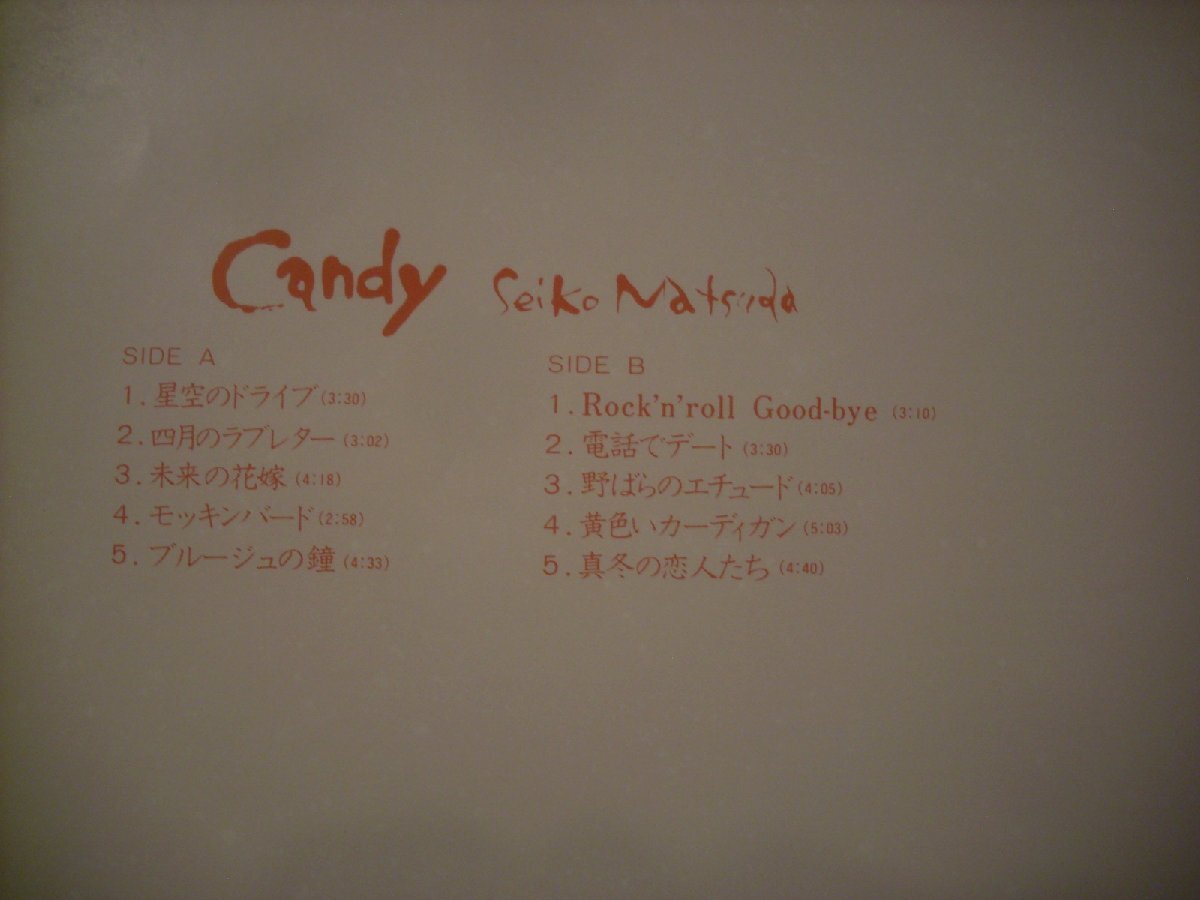 Candy Seiko Matsuda
SIDE A
1. 星空のドライブ (3:30)
2. 四月のラブレター (3:02)
3. 未来の花嫁 (4:18)
4. モッキンバード (2:58)
5. ブルージュの鐘 (4:33)
SIDE B
1. Rock'n'roll Good-bye (3:10)
2. 電話でデート (3:30)
3. 野ばらのエチュード (4:05)
4. 黄色いカーディガン (5:03)
5. 真冬の恋人たち (4:40)